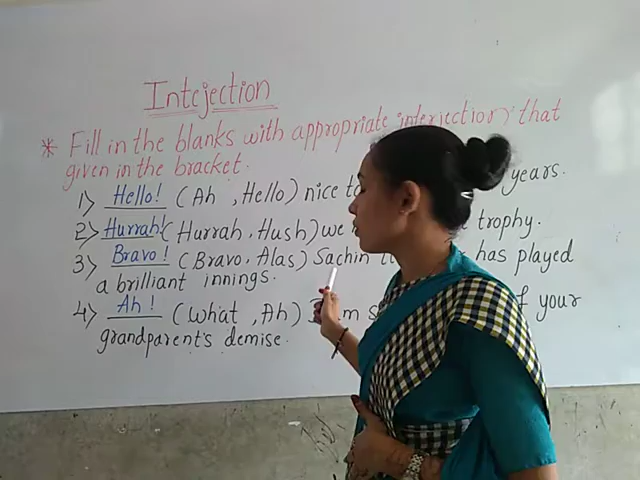 Intejection
* Fill in the blanks with appropriate interjection that
given in the bracket.
1) Hello! (Ah, Hello) nice to years.
2) Hurrah! (Hurrah, Hush) we trophy.
3) Bravo! (Bravo, Alas) Sachin has played
a brilliant innings.
4) Ah! (What, Ah) I'm of your
grandparent's demise.